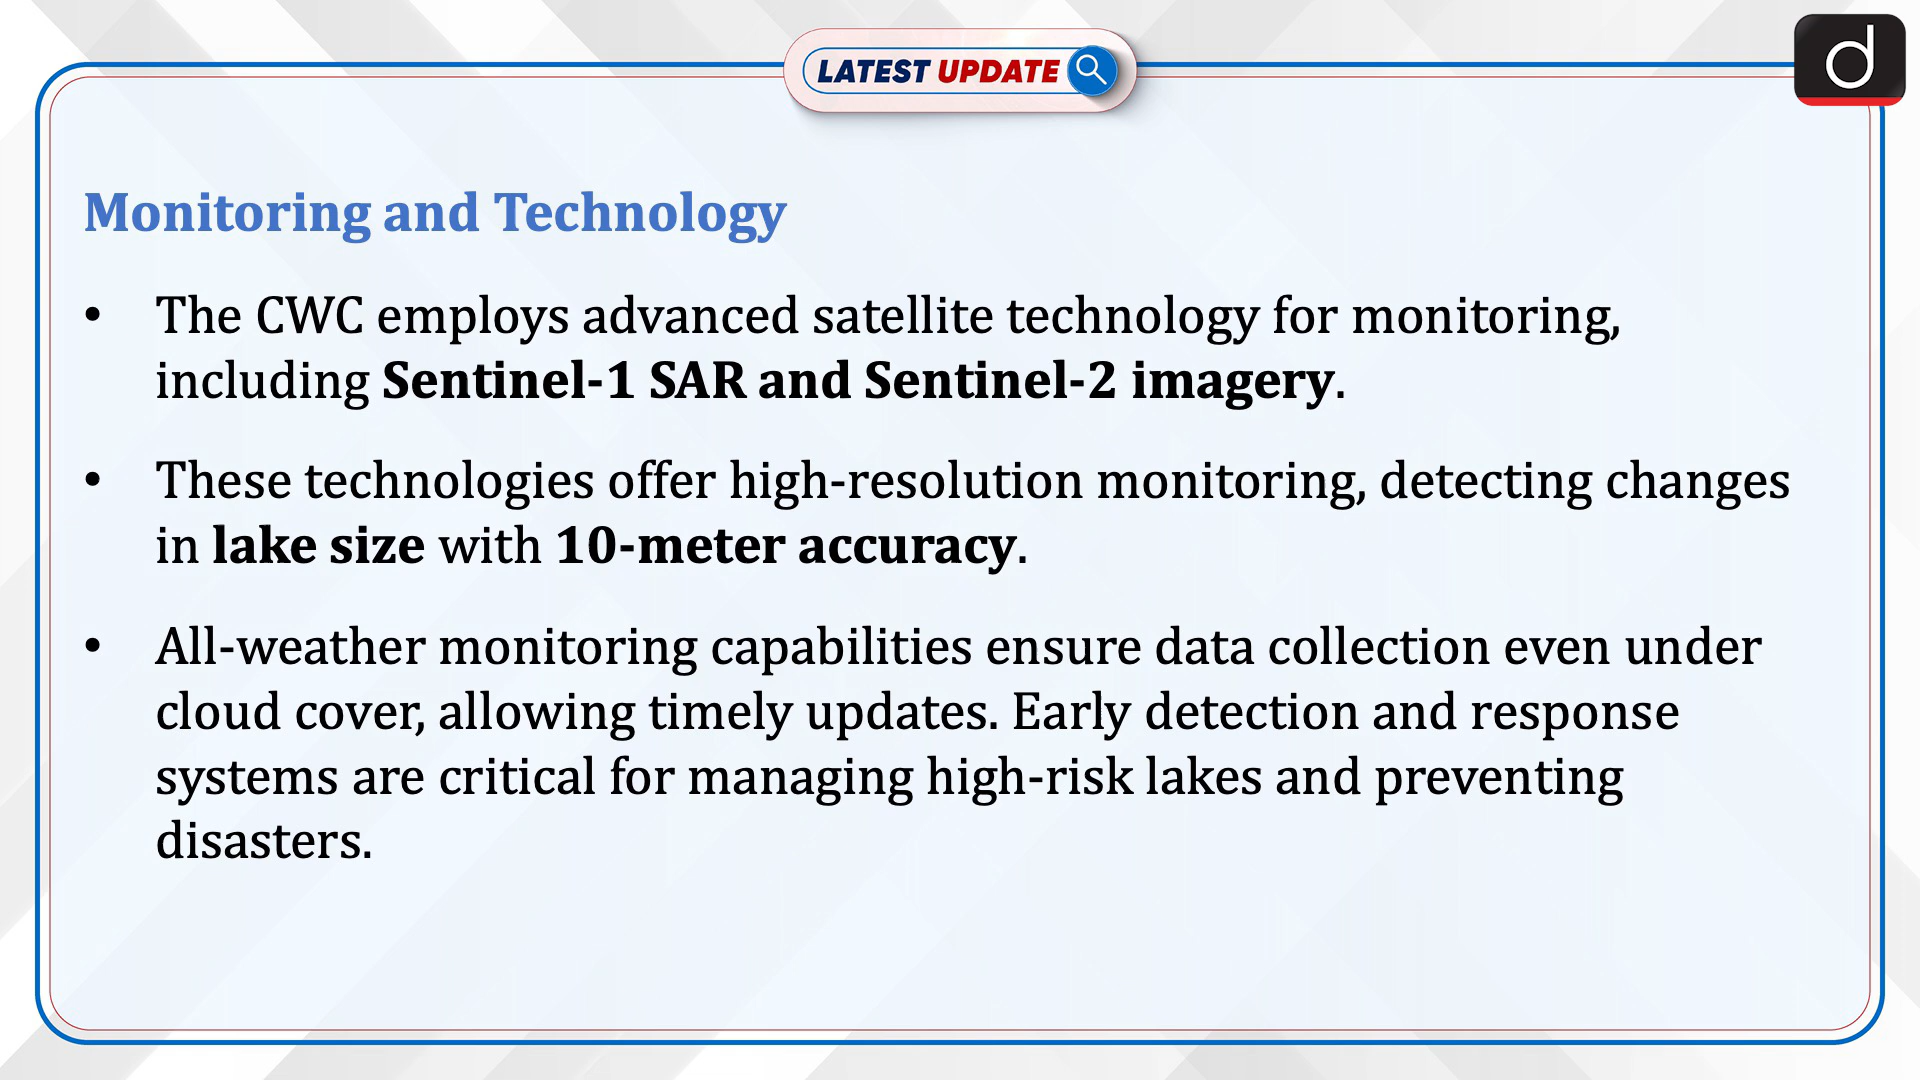 LATEST UPDATE
d
Monitoring and Technology
• The CWC employs advanced satellite technology for monitoring,
including Sentinel-1 SAR and Sentinel-2 imagery.
• These technologies offer high-resolution monitoring, detecting changes
in lake size with 10-meter accuracy.
• All-weather monitoring capabilities ensure data collection even under
cloud cover, allowing timely updates. Early detection and response
systems are critical for managing high-risk lakes and preventing
disasters.